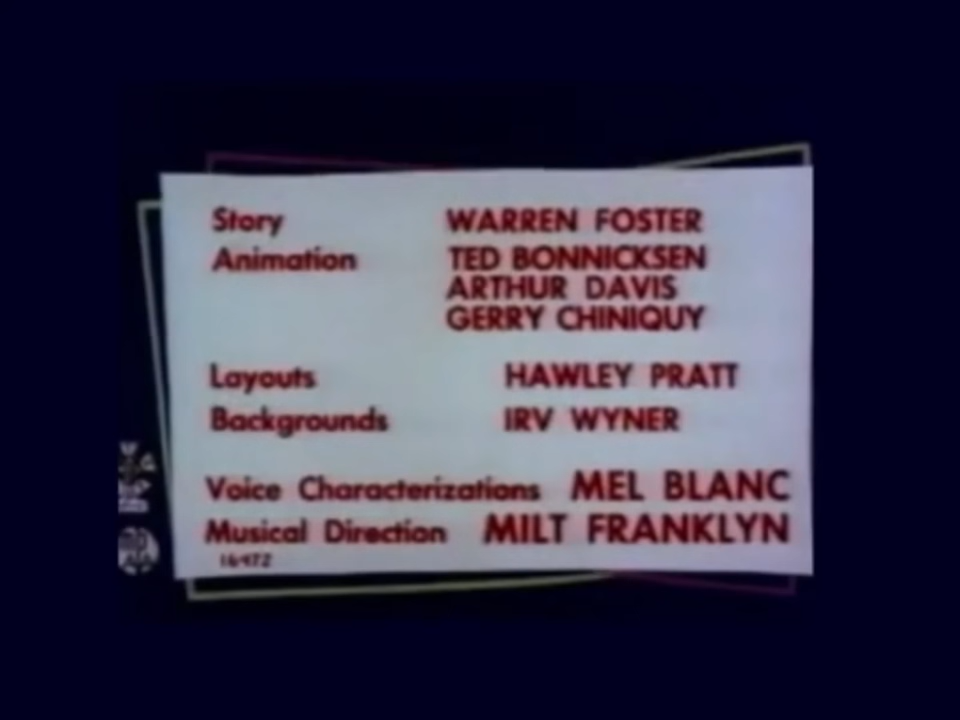 Story WARREN FOSTER
Animation TED BONNICKSEN
ARTHUR DAVIS
GERRY CHINIQUY
Layouts HAWLEY PRATT
Backgrounds IRV WYNER
Voice Characterizations MEL BLANC
Musical Direction MILT FRANKLYN
16472